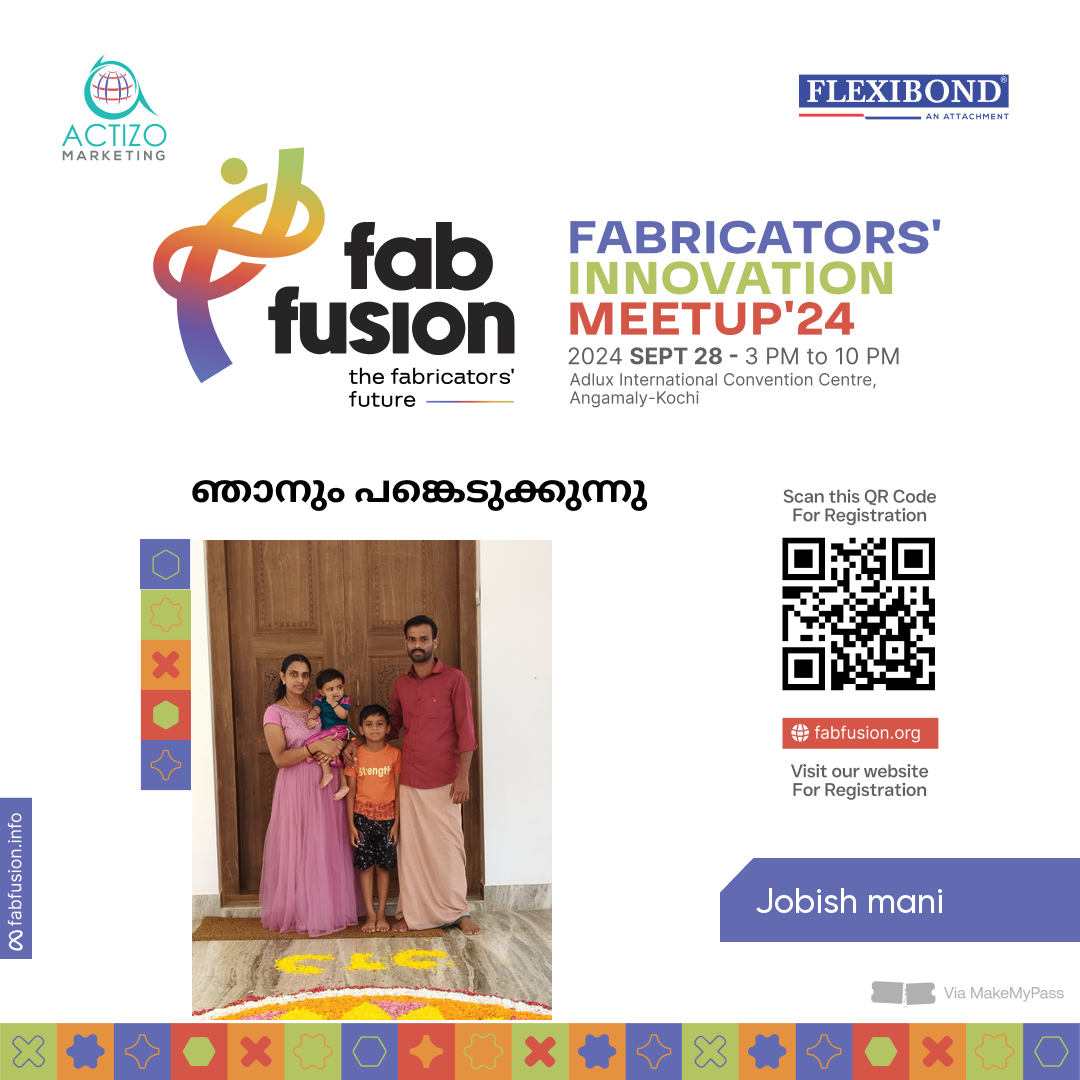 ACTIZO
MARKETING
FLEXIBOND®
AN ATTACHMENT
fab
fusion
the fabricators'
future
FABRICATORS'
INNOVATION
MEETUP'24
2024 SEPT 28 - 3 PM to 10 PM
Adlux International Convention Centre,
Angamaly-Kochi
ഞാനും പങ്കെടുക്കുന്നു
Scan this QR Code
For Registration
fabfusion.org
Visit our website
For Registration
Strength
fabfusion.info
Jobish mani
Via MakeMyPass